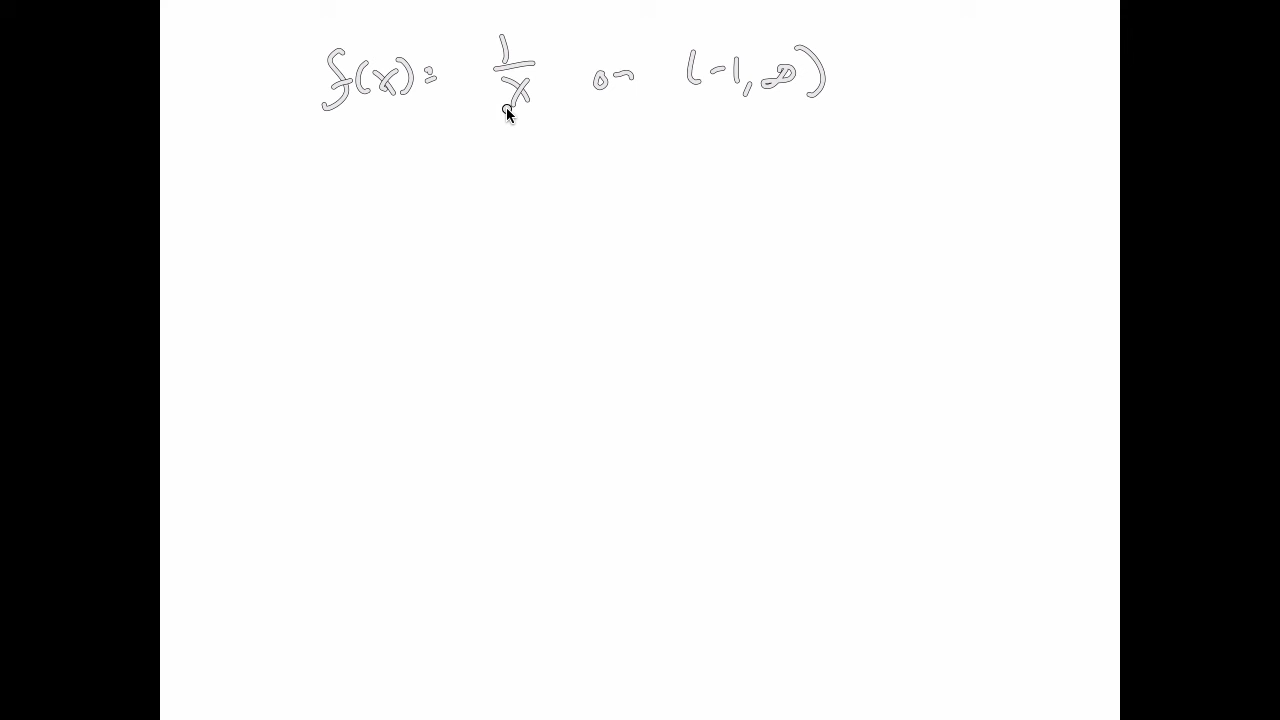 f(x) = 1/x on (-1, ∞)